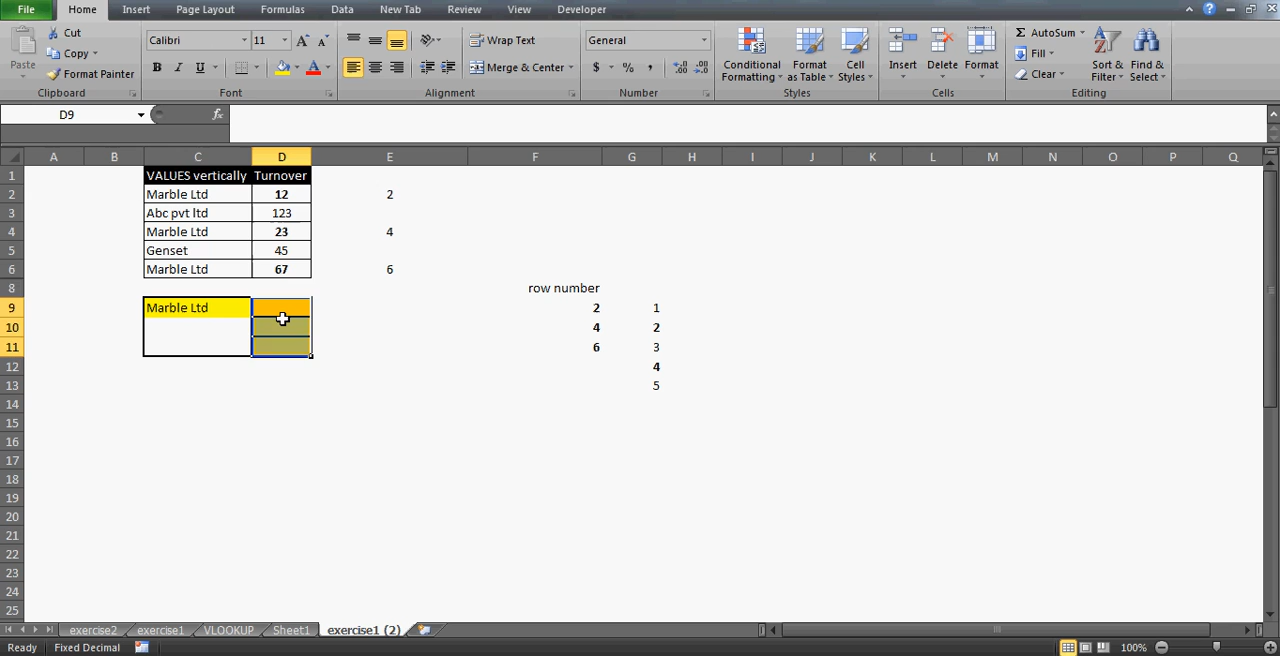 File Home Insert Page Layout Formulas Data New Tab Review View Developer
Paste
Cut
Copy
Format Painter
Clipboard
Calibri 11 A A
B I U A
Font
Wrap Text
Merge & Center
Alignment
General
$ % ,
Number
Conditional Formatting
Format as Table
Cell Styles
Styles
Insert Delete Format
Cells
Σ AutoSum
Fill
Clear
Sort & Filter
Find & Select
Editing
D9 fx
A B C D E F G H I J K L M N O P Q
1 VALUES vertically Turnover
2 Marble Ltd 12 2
3 Abc pvt ltd 123
4 Marble Ltd 23 4
5 Genset 45
6 Marble Ltd 67 6
8 row number
9 Marble Ltd 2 1
10 4 2
11 6 3
12 4
13 5
14
15
16
17
18
19
20
21
22
23
24
25
exercise2 exercise1 VLOOKUP Sheet1 exercise1 (2)
Ready Fixed Decimal 100%